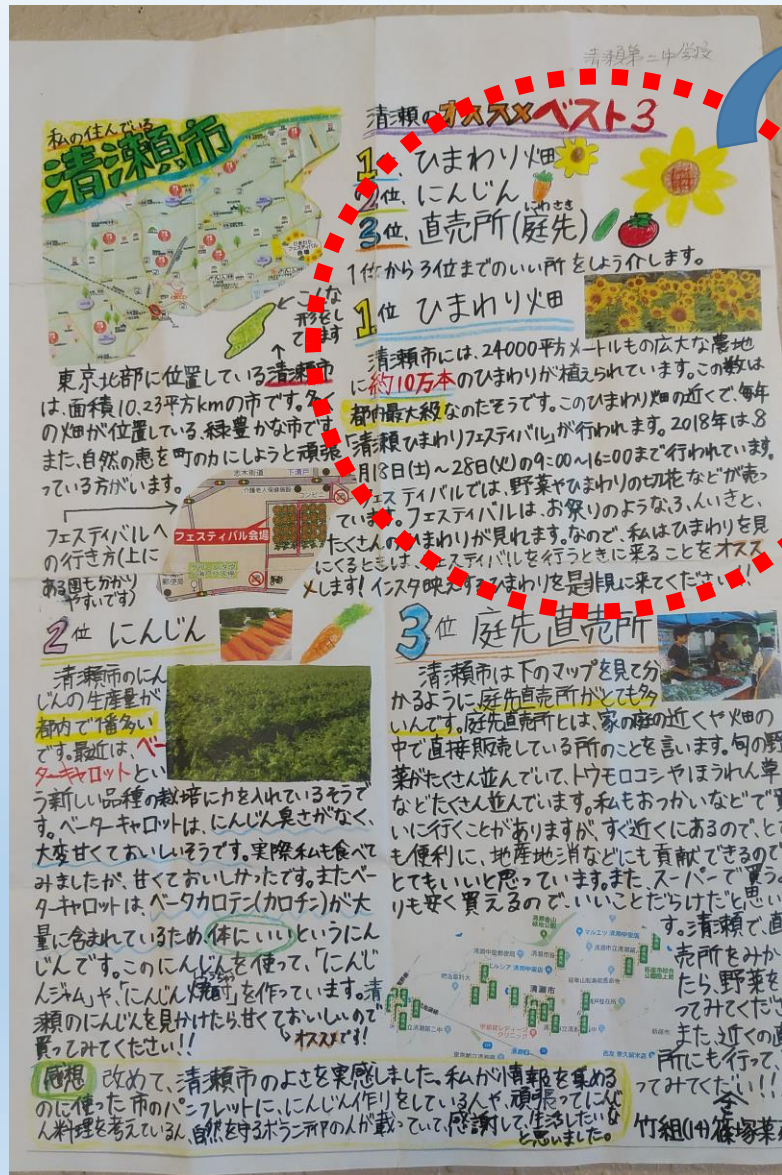 清瀬第二中学校
私の住んでいる
清瀬市
こんな
形をし
てます
東京北部に位置している清瀬市
は、面積10.23平方kmの市です。多く
の畑が位置している、緑豊かな市です
また、自然の恵を町の力にしようと頑張
っている方がいます。
フェスティバルへ
の行き方(上に
ある図も分かり
やすいです)
志木街道
下清戸
コンビニ
フェスティバル会場
郵便局
清瀬のオススメベスト3
1位、ひまわり畑
2位、にんじん
にわさき
3位、直売所(庭先)
1位から3位までのいい所をしょう介します。
1位 ひまわり畑
清瀬市には、24000平方メートルもの広大な農地
に約10万本のひまわりが植えられています。この数は
都内最大級なのだそうです。このひまわり畑の近くで、毎年
「清瀬ひまわりフェスティバル」が行われます。2018年は、8
月18日(土)~28日(火)の9:00~16:00まで行われています。
フェスティバルでは、野菜やひまわりの切花などが売っ
ています。フェスティバルは、お祭りのような、ふんいきと、
たくさんのひまわりが見れます。なので、私はひまわりを見
にくるときは、フェスティバルを行うときに来ることをオスス
メします!インスタ映えするひまわりを是非見に来てください!!
2位 にんじん
清瀬市のにん
じんの生産量が
都内で1番多い
です。最近は、ベー
ターキャロットとい
う新しい品種の栽培に力を入れているそうで
す。ベーターキャロットは、にんじん臭さがなく、
大変甘くておいしいそうです。実際私も食べて
みましたが、甘くておいしかったです。またベー
ターキャロットは、ベータカロテン(カロチン)が大
量に含まれているため、体にいいというにん
じんです。このにんじんを使って、「にんじ
んジャム」や、「にんじん焼酎」を作っています。清
瀬のにんじんを見かけたら、甘くておいしいので
買ってみてください!!
オススメです!
3位 庭先直売所
清瀬市は下のマップを見て分
かるように、庭先直売所がとても多
いんです。庭先直売所とは、家の庭の近くや畑の
中で直接販売している所のことを言います。旬の野
菜がたくさん並んでいて、トウモロコシやほうれん草
などたくさん並んでいます。私もおつかいなどで買
いに行くことがありますが、すぐ近くにあるので、とて
も便利に、地産地消などにも貢献できるので
とてもいいと思っています。また、スーパーで買うよ
りも安く買えるので、いいことだらけだと思い
す。清瀬で、直
売所をみか
たら、野菜を
ってみてくださ
また、近くの直
所にも行って、
ってみてください!!
清瀬市
感想 改めて、清瀬市のよさを実感しました。私が情報を集める
のに使った市のパンフレットに、にんじん作りをしている人や、頑張ってにんじ
ん料理を考えている人、自然を守るボランティアの人が載っていて、感謝して、生活したいな
と思いました。
竹組(14)篠塚菜